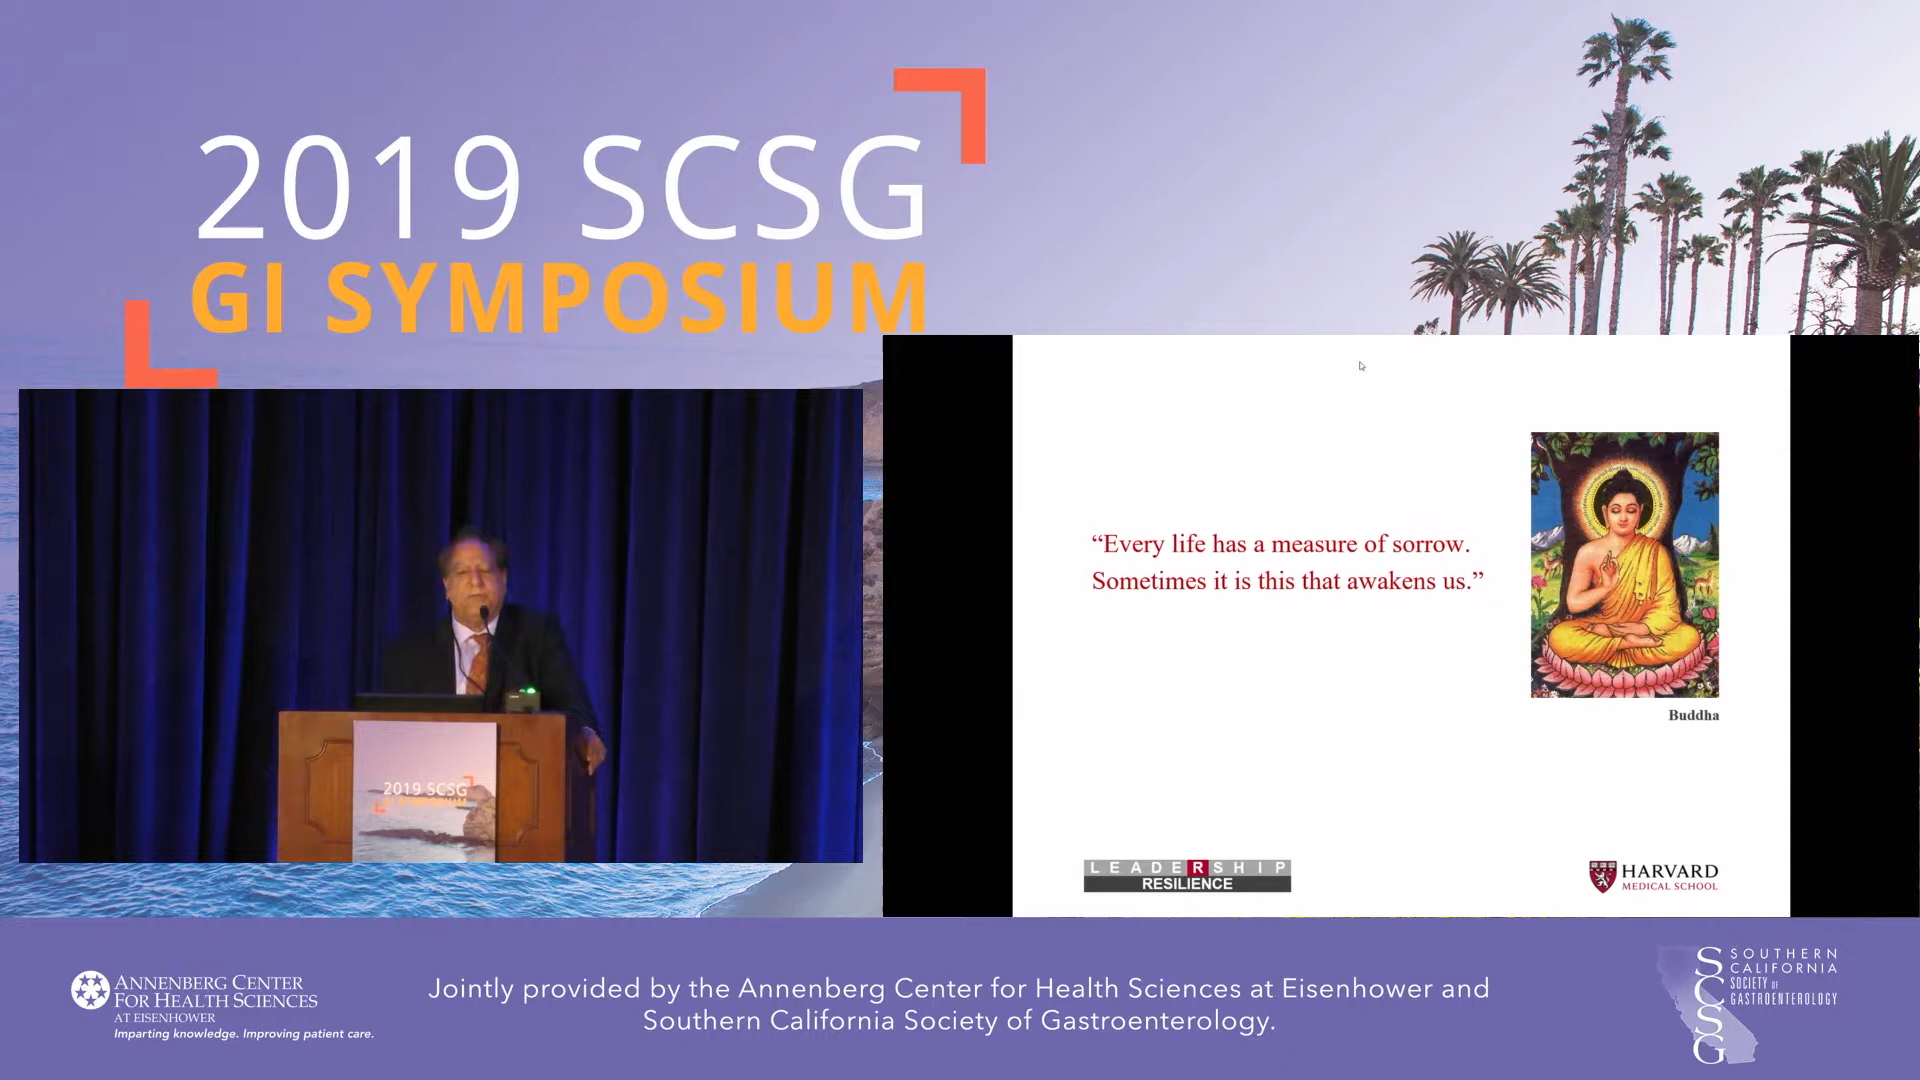 2019 SCSG
GI SYMPOSIUM
2019 SCSG
GI SYMPOSIUM
“Every life has a measure of sorrow.
Sometimes it is this that awakens us.”
Buddha
LEADERSHIP
RESILIENCE
HARVARD
MEDICAL SCHOOL
ANNENBERG CENTER
FOR HEALTH SCIENCES
AT EISENHOWER
Imparting knowledge. Improving patient care.
Jointly provided by the Annenberg Center for Health Sciences at Eisenhower and
Southern California Society of Gastroenterology.
SCSG
SOUTHERN
CALIFORNIA
SOCIETY OF
GASTROENTEROLOGY